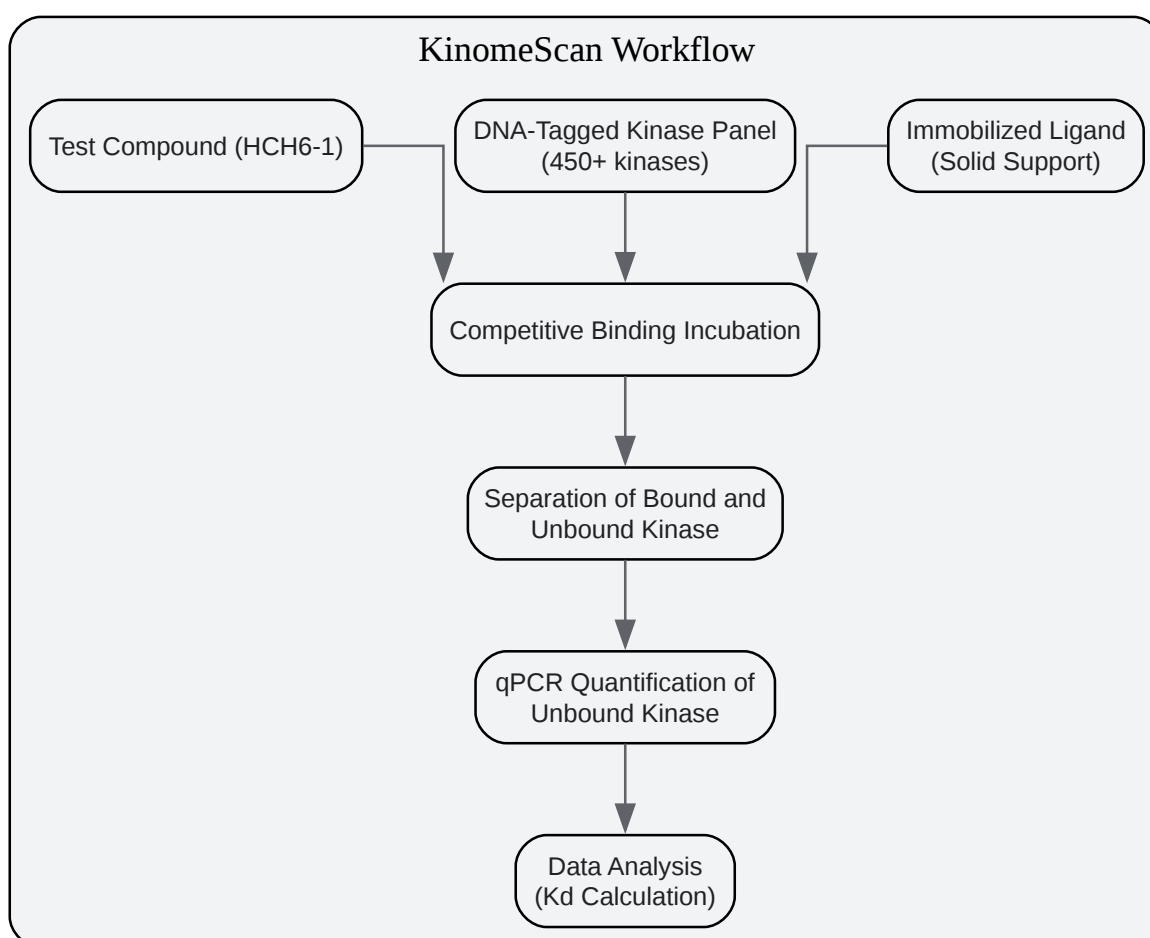 KinomeScan Workflow
Test Compound (HCH6-1)
DNA-Tagged Kinase Panel
(450+ kinases)
Immobilized Ligand
(Solid Support)
Competitive Binding Incubation
Separation of Bound and
Unbound Kinase
qPCR Quantification of
Unbound Kinase
Data Analysis
(Kd Calculation)